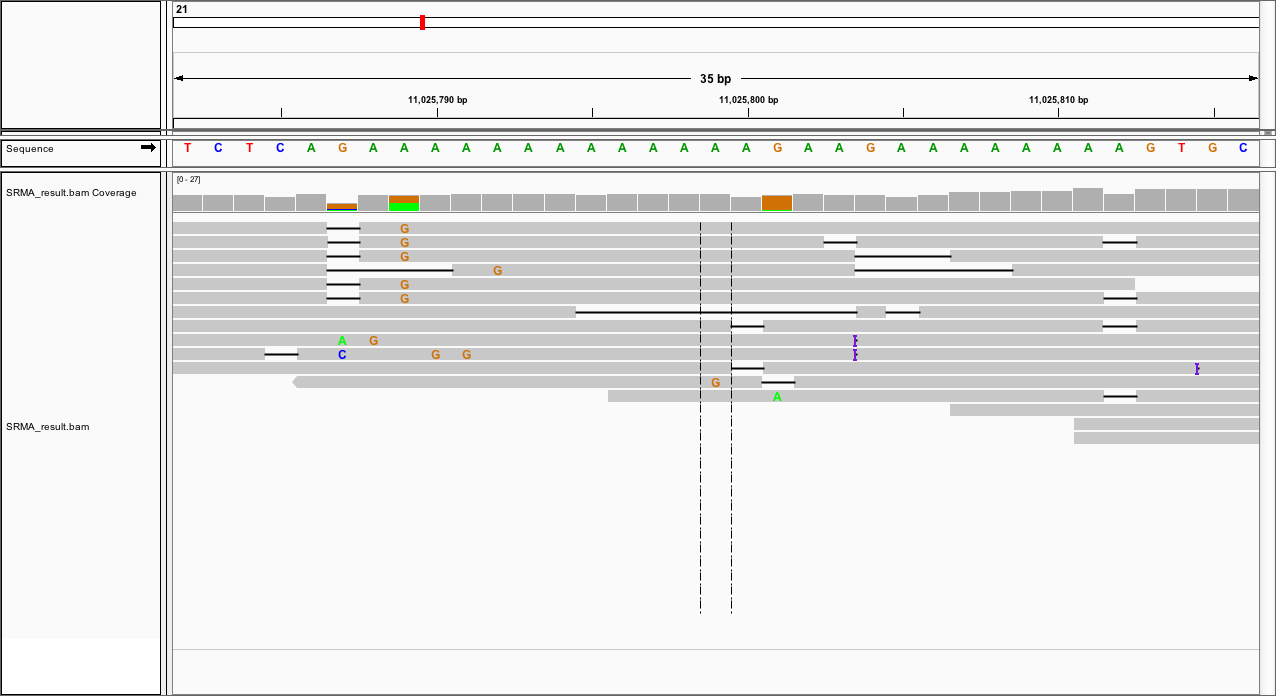 21
35 bp
11,025,790 bp 11,025,800 bp 11,025,810 bp
Sequence T C T C A G A A A A A A A A A A A A A G A A G A A A A A A A A G T G C
[0 - 27]
SRMA_result.bam Coverage
G
G
G
G
G
G
A G
C G G
G
A
SRMA_result.bam